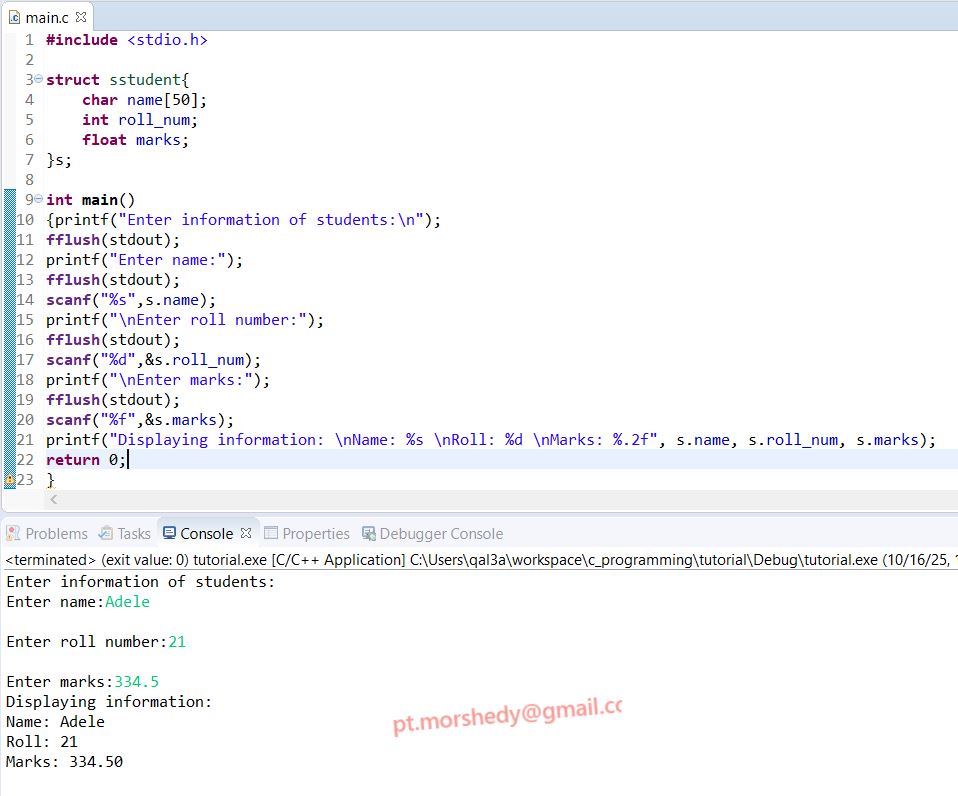 main.c
1 #include <stdio.h>
2
3 struct sstudent{
4     char name[50];
5     int roll_num;
6     float marks;
7 }s;
8
9 int main()
10 {printf("Enter information of students:\n");
11 fflush(stdout);
12 printf("Enter name:");
13 fflush(stdout);
14 scanf("%s",s.name);
15 printf("\nEnter roll number:");
16 fflush(stdout);
17 scanf("%d",&s.roll_num);
18 printf("\nEnter marks:");
19 fflush(stdout);
20 scanf("%f",&s.marks);
21 printf("Displaying information: \nName: %s \nRoll: %d \nMarks: %.2f", s.name, s.roll_num, s.marks);
22 return 0;
23 }
Problems Tasks Console Properties Debugger Console
<terminated> (exit value: 0) tutorial.exe [C/C++ Application] C:\Users\qal3a\workspace\c_programming\tutorial\Debug\tutorial.exe (10/16/25, 
Enter information of students:
Enter name:Adele
Enter roll number:21
Enter marks:334.5
Displaying information:
Name: Adele
Roll: 21
Marks: 334.50
pt.morshedy@gmail.cc